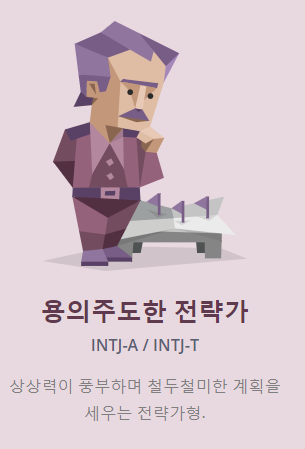 용의주도한 전략가
INTJ-A / INTJ-T
상상력이 풍부하며 철두철미한 계획을
세우는 전략가형.